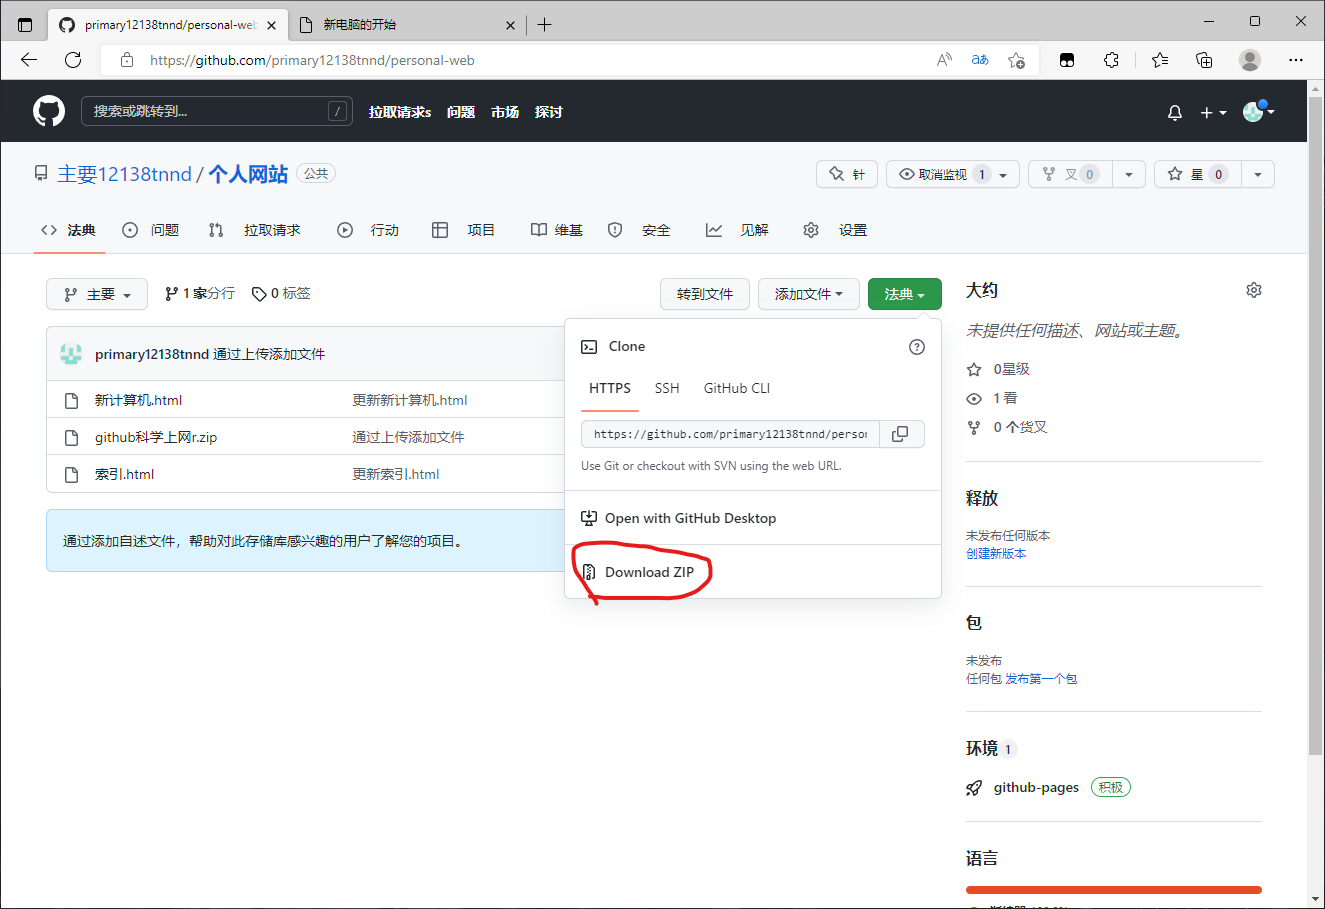 primary12138tnnd/personal-web
新电脑的开始
https://github.com/primary12138tnnd/personal-web
搜索或跳转到...
/
拉取请求s 问题 市场 探讨
主要12138tnnd / 个人网站 公共
针
取消监视 1
叉 0
星 0
法典 问题 拉取请求 行动 项目 维基 安全 见解 设置
主要
1 家分行
0 标签
转到文件
添加文件
法典
primary12138tnnd 通过上传添加文件
新计算机.html 更新新计算机.html
github科学上网r.zip 通过上传添加文件
索引.html 更新索引.html
通过添加自述文件，帮助对此存储库感兴趣的用户了解您的项目。
Clone
HTTPS SSH GitHub CLI
https://github.com/primary12138tnnd/person
Use Git or checkout with SVN using the web URL.
Open with GitHub Desktop
Download ZIP
大约
未提供任何描述、网站或主题。
0星级
1 看
0 个货叉
释放
未发布任何版本
创建新版本
包
未发布
任何包 发布第一个包
环境 1
github-pages 积极
语言